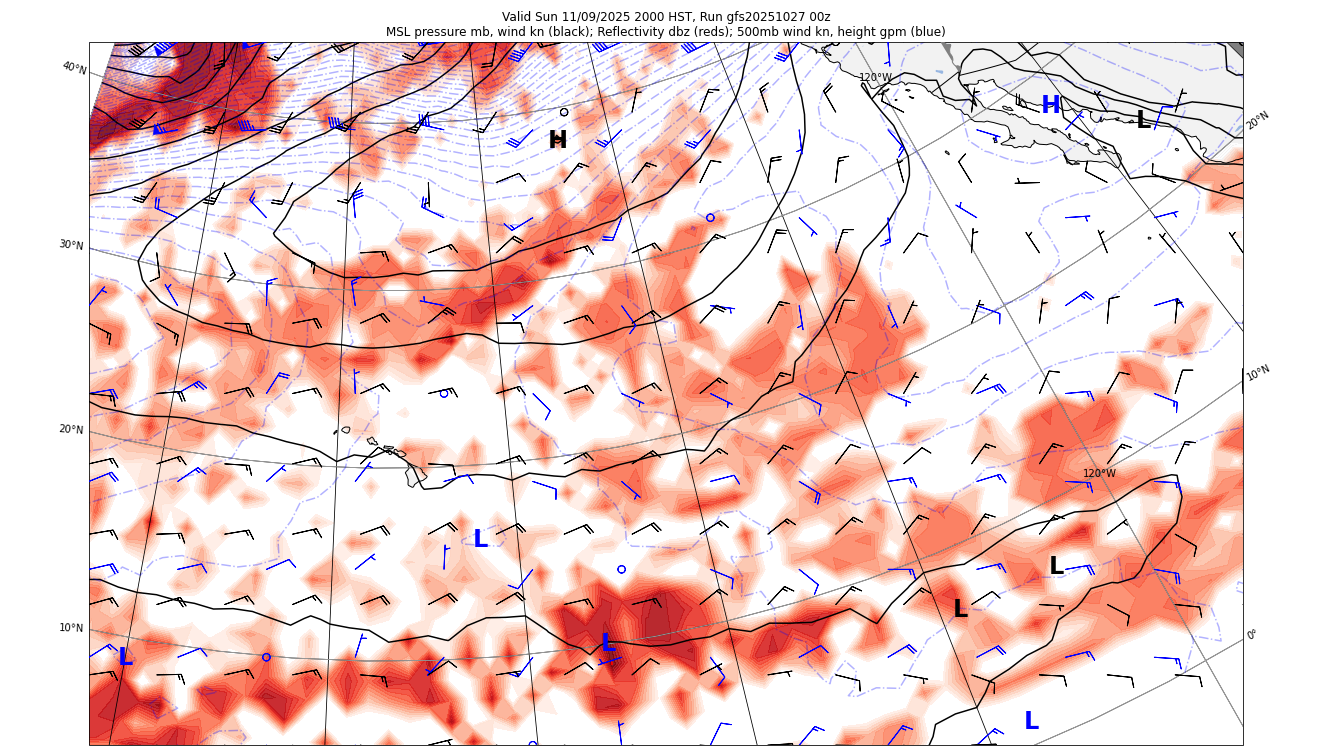 Valid Sun 11/09/2025 2000 HST, Run gfs20251027 00z
MSL pressure mb, wind kn (black); Reflectivity dbz (reds); 500mb wind kn, height gpm (blue)
40°N
120°W
H
L
20°N
H
30°N
10°N
20°N
120°W
L
L
L
10°N
0°
L
L
L